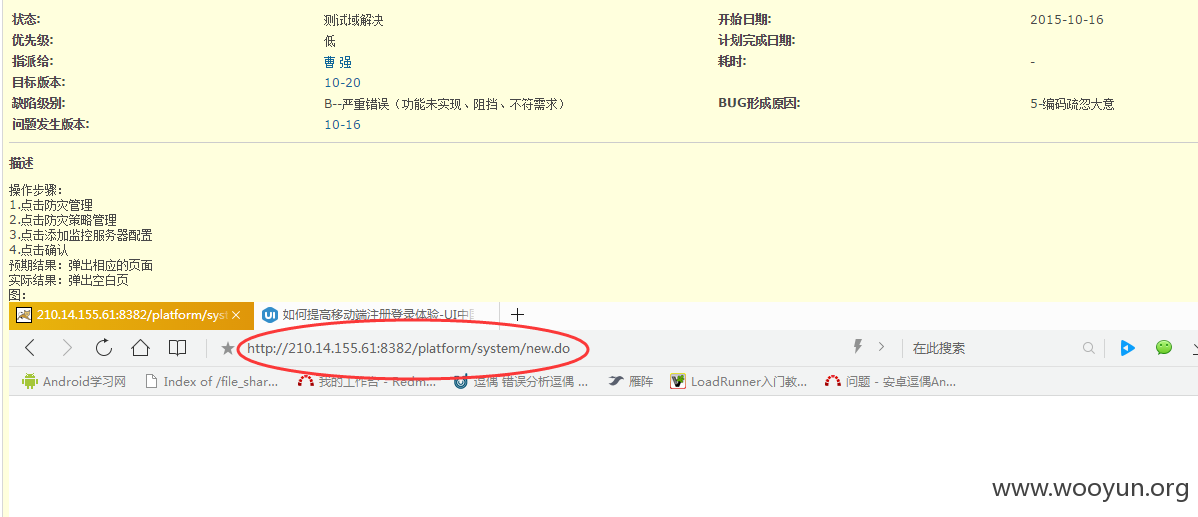 状态: 测试域解决 开始日期: 2015-10-16
优先级: 低 计划完成日期:
指派给: 曹 强 耗时: -
目标版本: 10-20
缺陷级别: B--严重错误（功能未实现、阻挡、不符需求） BUG形成原因: 5-编码疏忽大意
问题发生版本: 10-16
描述
操作步骤：
1.点击防灾管理
2.点击防灾策略管理
3.点击添加监控服务器配置
4.点击确认
预期结果：弹出相应的页面
实际结果：弹出空白页
图：
210.14.155.61:8382/platform/syst 如何提高移动端注册登录体验-UI中
http://210.14.155.61:8382/platform/system/new.do 在此搜索
Android学习网 Index of /file_shar... 我的工作台 - Redm... 逗偶 错误分析逗偶 ... 雁阵 LoadRunner入门教... 问题 - 安卓逗偶An...
www.wooyun.org